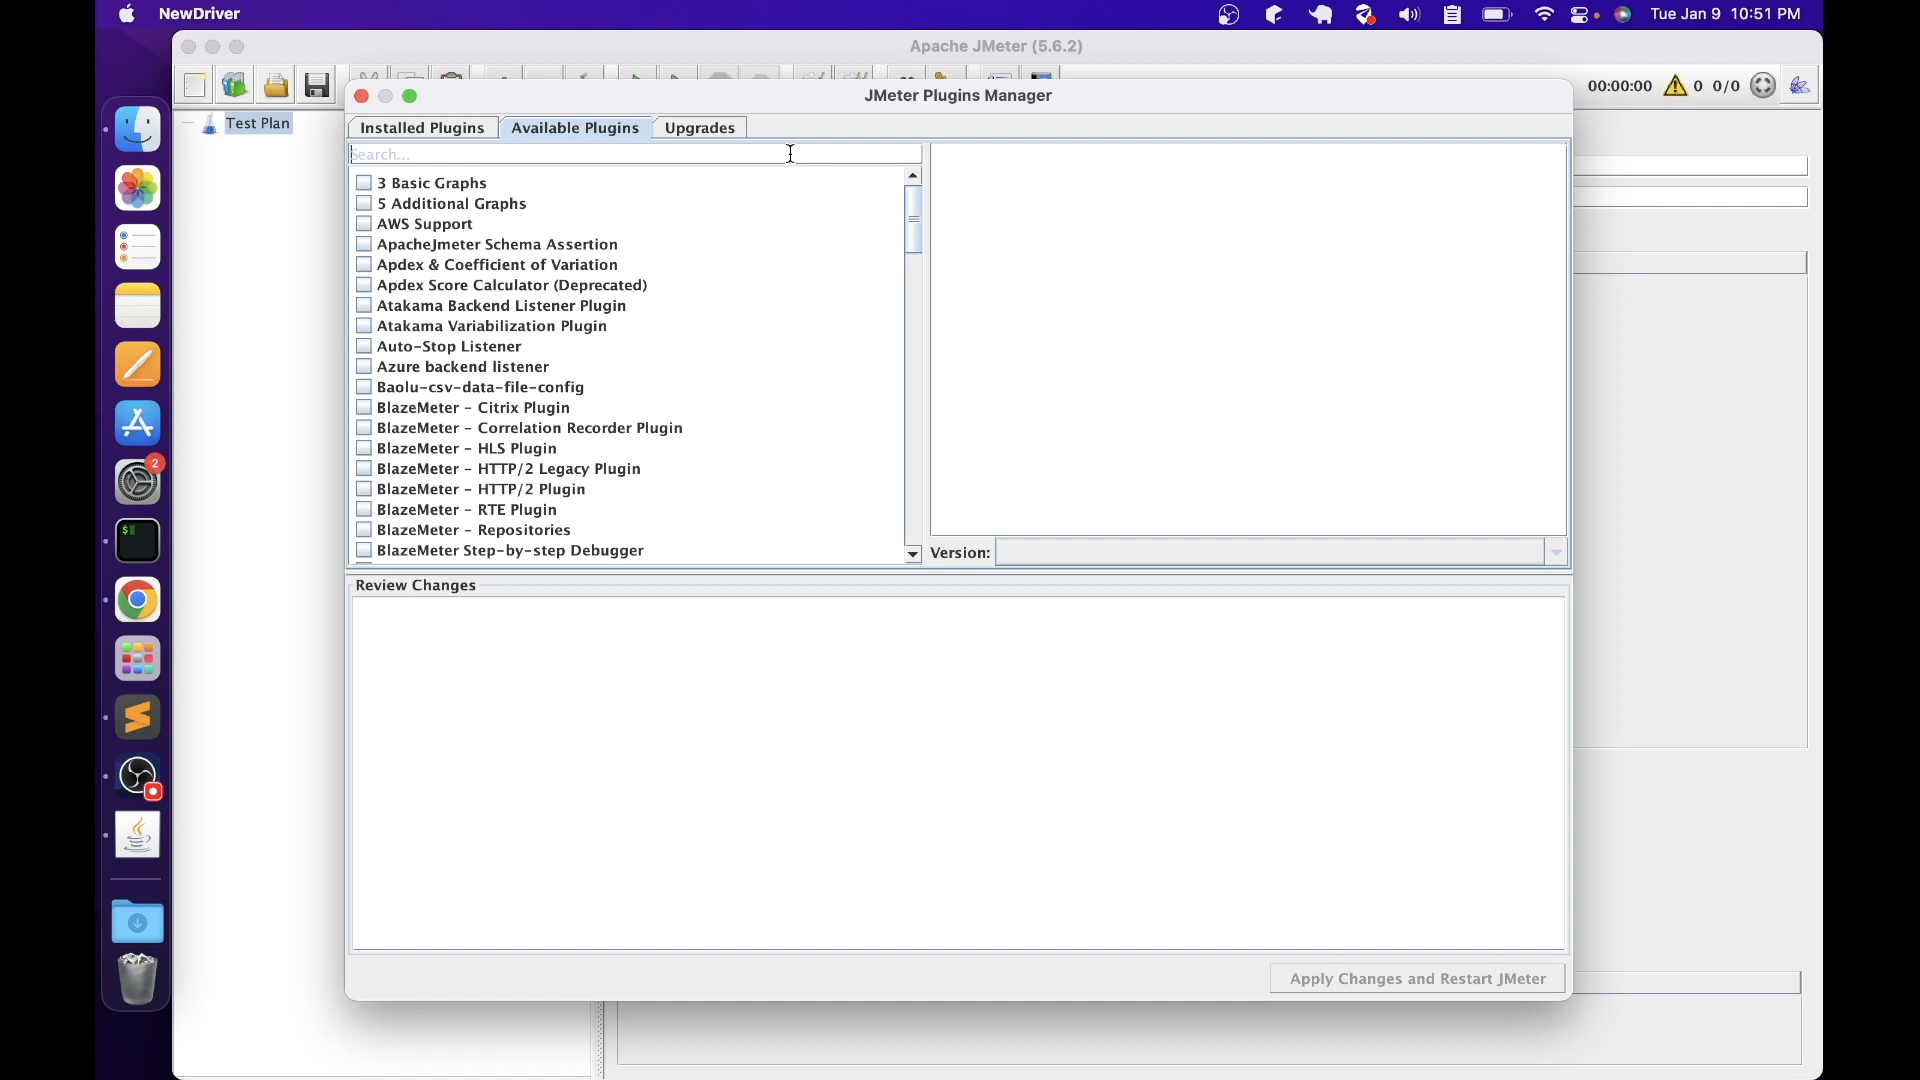 NewDriver
Tue Jan 9 10:51 PM
Apache JMeter (5.6.2)
00:00:00 0 0/0
JMeter Plugins Manager
Test Plan
Installed Plugins Available Plugins Upgrades
Search...
3 Basic Graphs
5 Additional Graphs
AWS Support
ApacheJmeter Schema Assertion
Apdex & Coefficient of Variation
Apdex Score Calculator (Deprecated)
Atakama Backend Listener Plugin
Atakama Variabilization Plugin
Auto-Stop Listener
Azure backend listener
Baolu-csv-data-file-config
BlazeMeter - Citrix Plugin
BlazeMeter - Correlation Recorder Plugin
BlazeMeter - HLS Plugin
BlazeMeter - HTTP/2 Legacy Plugin
2
BlazeMeter - HTTP/2 Plugin
BlazeMeter - RTE Plugin
BlazeMeter - Repositories
BlazeMeter Step-by-step Debugger
Version:
$
Review Changes
Apply Changes and Restart JMeter